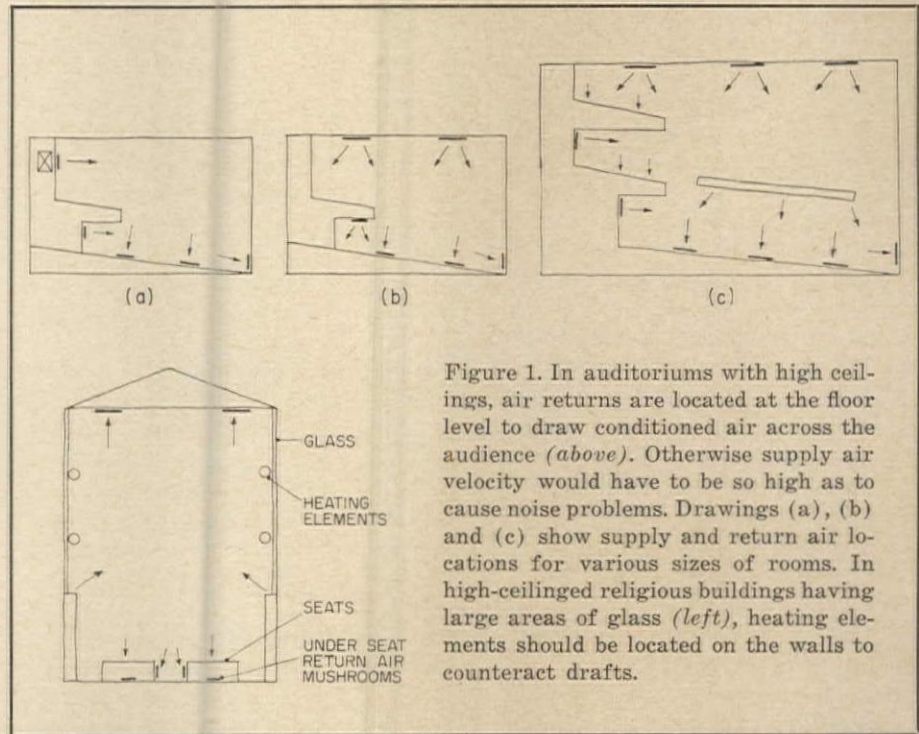 (a)
(b)
(c)
GLASS
HEATING
ELEMENTS
SEATS
UNDER SEAT
RETURN AIR
MUSHROOMS
Figure 1. In auditoriums with high ceil-
ings, air returns are located at the floor
level to draw conditioned air across the
audience (above). Otherwise supply air
velocity would have to be so high as to
cause noise problems. Drawings (a), (b)
and (c) show supply and return air lo-
cations for various sizes of rooms. In
high-ceilinged religious buildings having
large areas of glass (left), heating ele-
ments should be located on the walls to
counteract drafts.